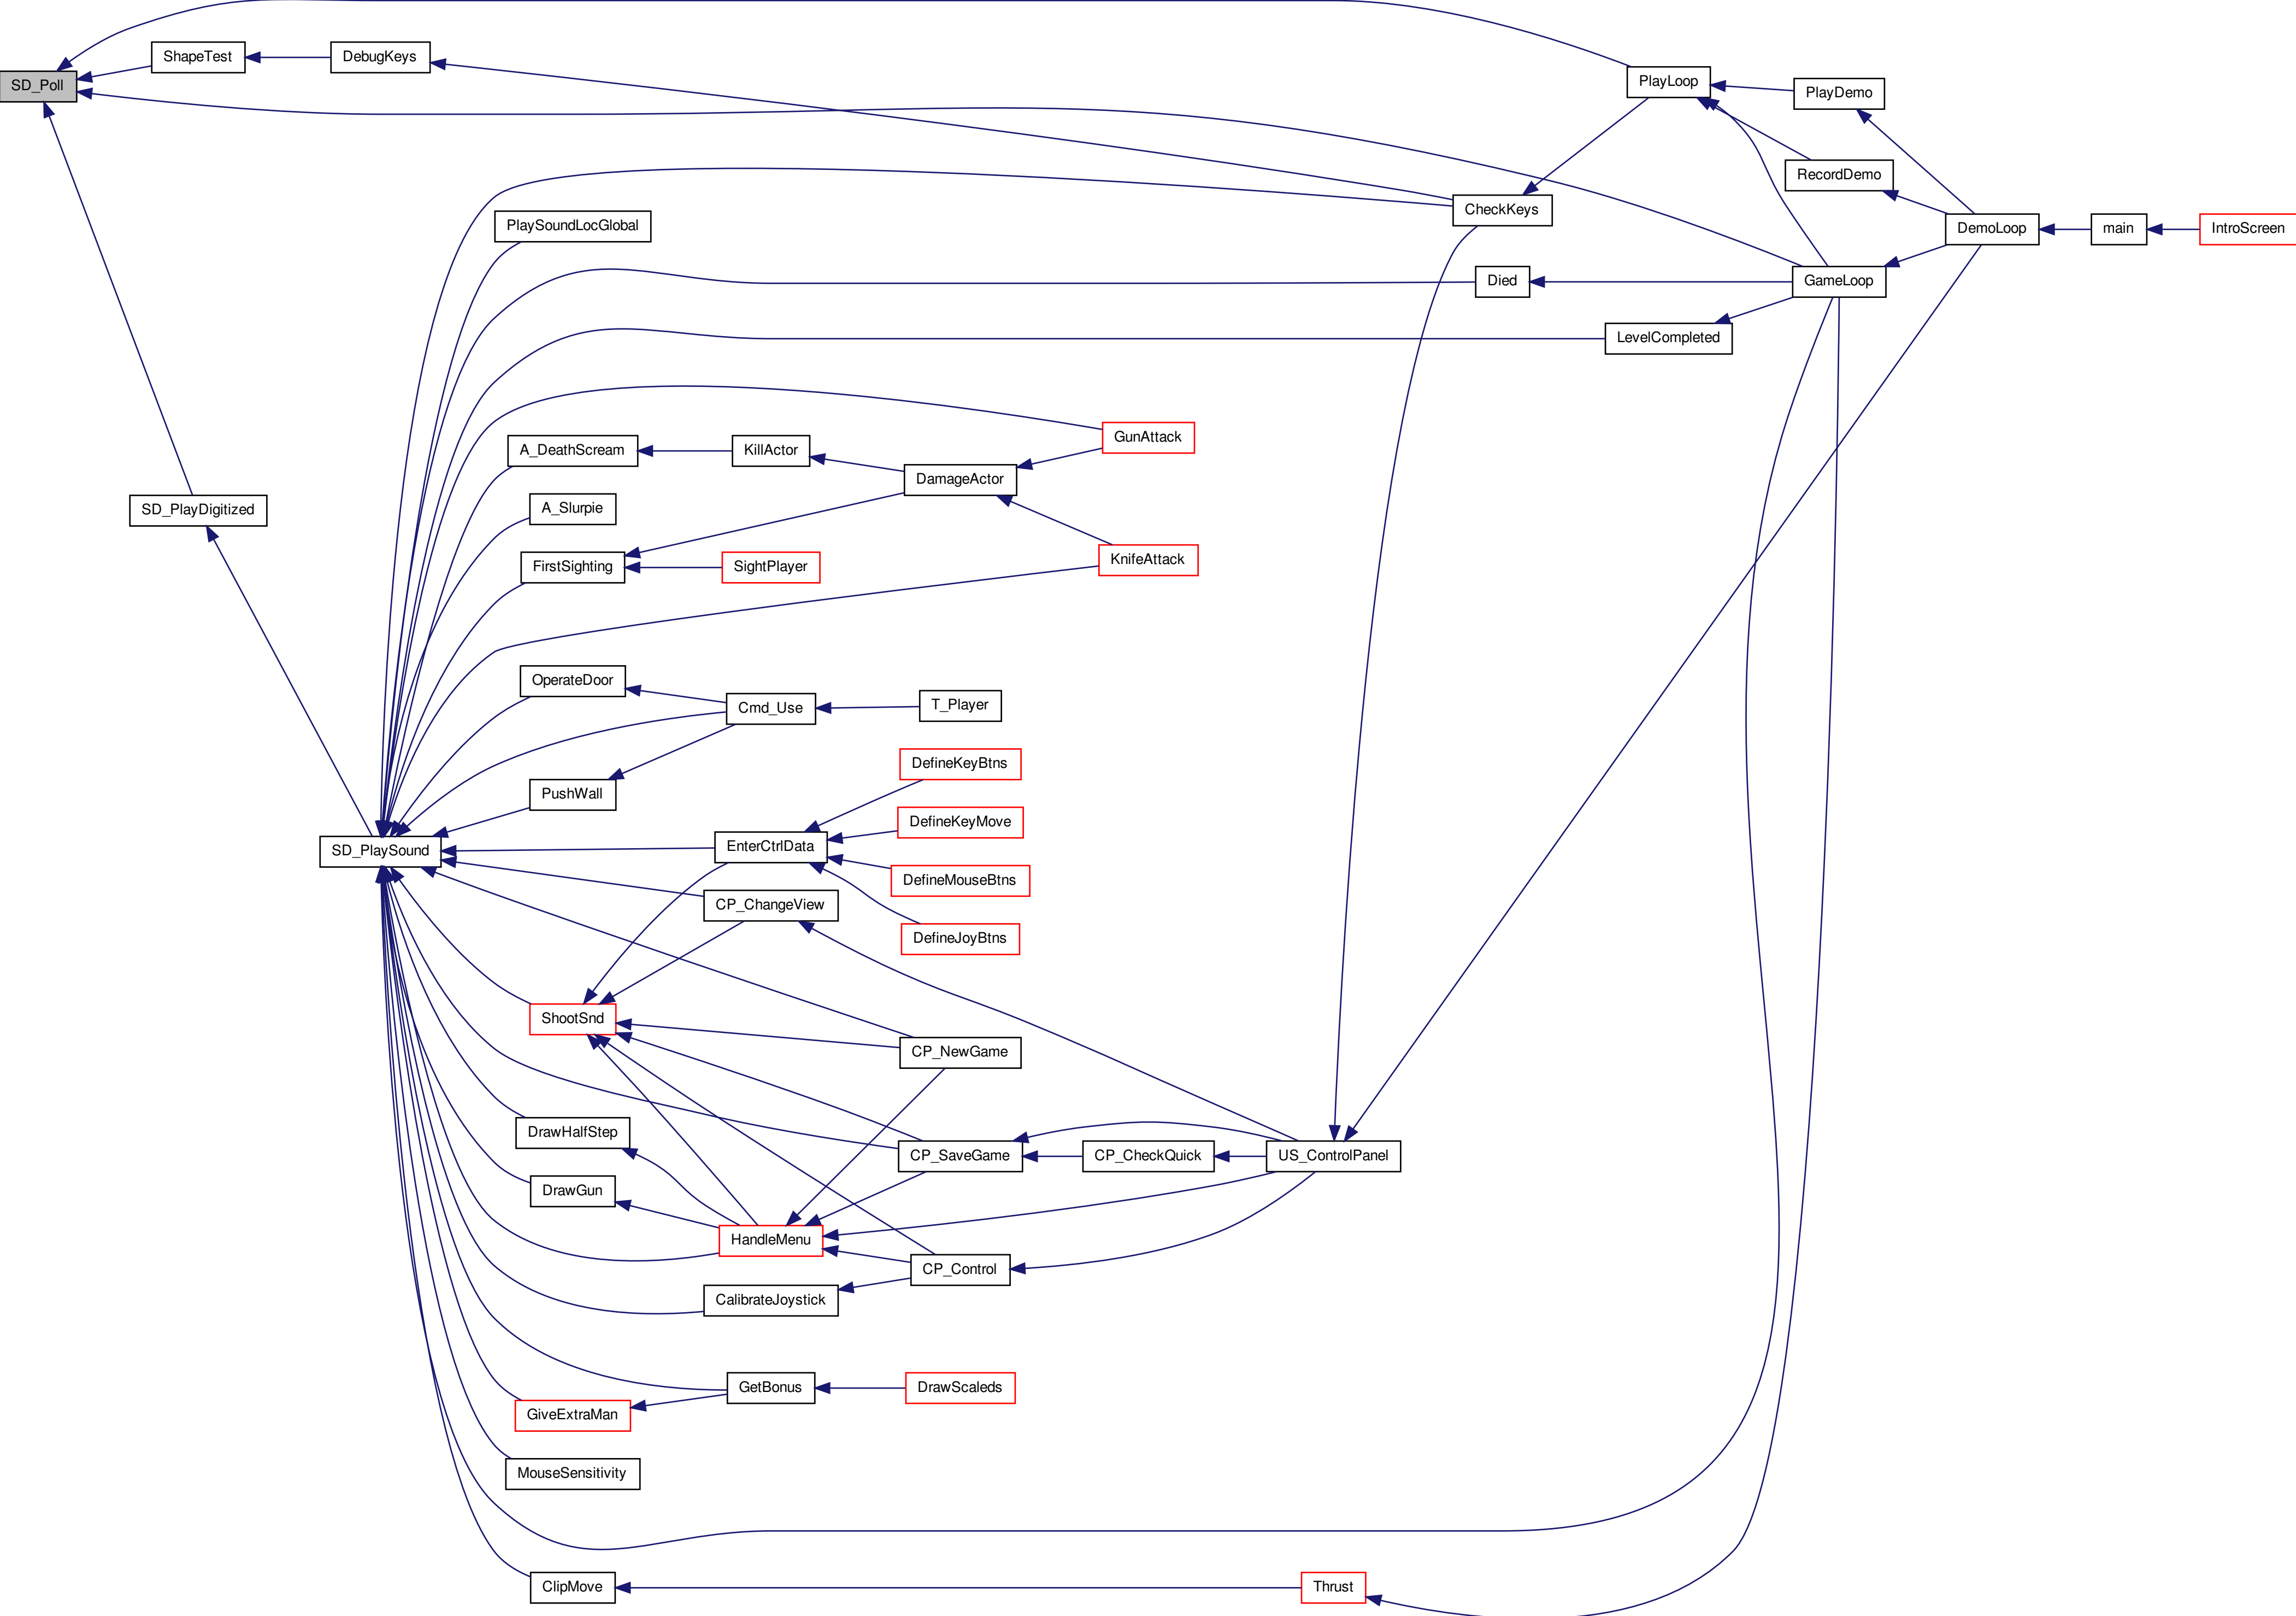 ShapeTest
DebugKeys
SD_Poll
PlayLoop
PlayDemo
RecordDemo
CheckKeys
PlaySoundLocGlobal
DemoLoop
main
IntroScreen
Died
GameLoop
LevelCompleted
GunAttack
A_DeathScream
KillActor
DamageActor
A_Slurpie
SD_PlayDigitized
KnifeAttack
FirstSighting
SightPlayer
OperateDoor
Cmd_Use
T_Player
DefineKeyBtns
PushWall
DefineKeyMove
SD_PlaySound
EnterCtrlData
DefineMouseBtns
CP_ChangeView
DefineJoyBtns
ShootSnd
CP_NewGame
DrawHalfStep
CP_SaveGame
CP_CheckQuick
US_ControlPanel
DrawGun
HandleMenu
CP_Control
CalibrateJoystick
GetBonus
DrawScaleds
GiveExtraMan
MouseSensitivity
ClipMove
Thrust